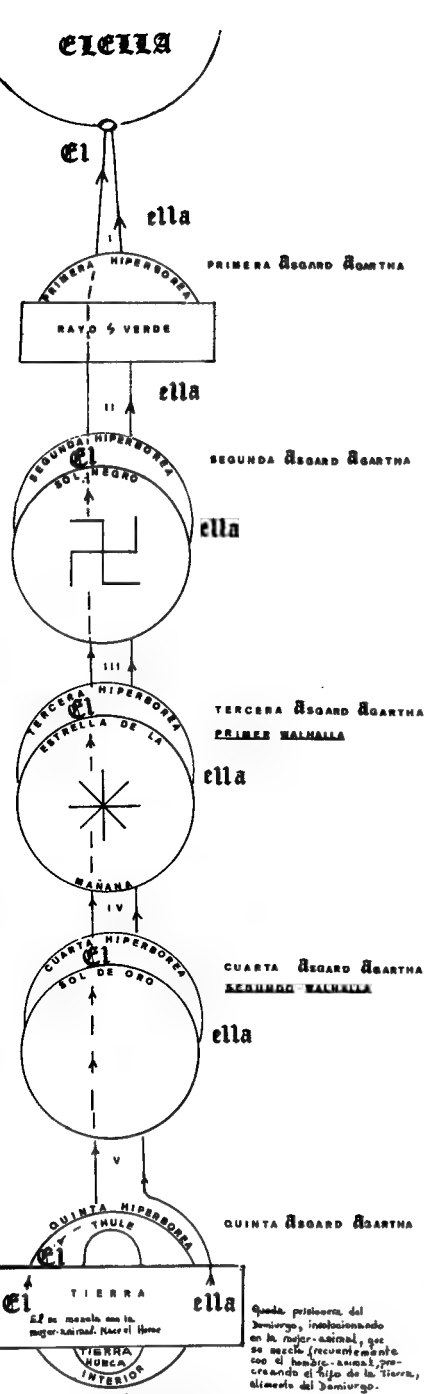 ELELLA
El
ella
I
PRIMERA HIPERBOREA
PRIMERA ASGARD AGARTHA
RAYO VERDE
ella
II
SEGUNDA HIPERBOREA
El
SOL NEGRO
SEGUNDA ASGARD AGARTHA
ella
III
TERCERA HIPERBOREA
El
ESTRELLA DE LA
TERCERA ASGARD AGARTHA
PRIMER WALHALLA
ella
MAÑANA
IV
CUARTA HIPERBOREA
El
SOL DE ORO
CUARTA ASGARD AGARTHA
SEGUNDO WALHALLA
ella
V
QUINTA HIPERBOREA
THULE
QUINTA ASGARD AGARTHA
El
TIERRA
El
ella
El se mezcla con la
mujer-animal. Nace el Heroe
TIERRA
HUECA
INTERIOR
Queda prisionera del
Demiurgo, involucionando
en la mujer-animal, que
se mezcla frecuentemente
con el hombre-animal, pro-
creando el hijo de la Tierra,
alimento del Demiurgo.